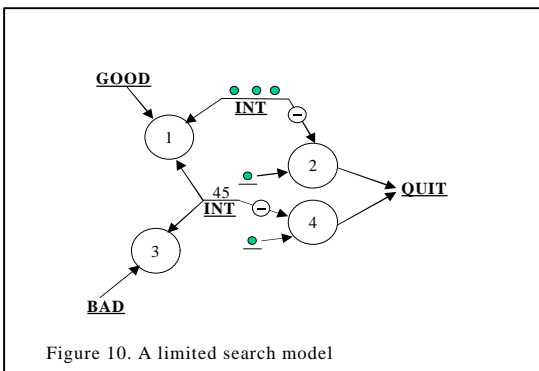 GOOD
INT
1
2
QUIT
45
INT
4
3
BAD
Figure 10. A limited search model